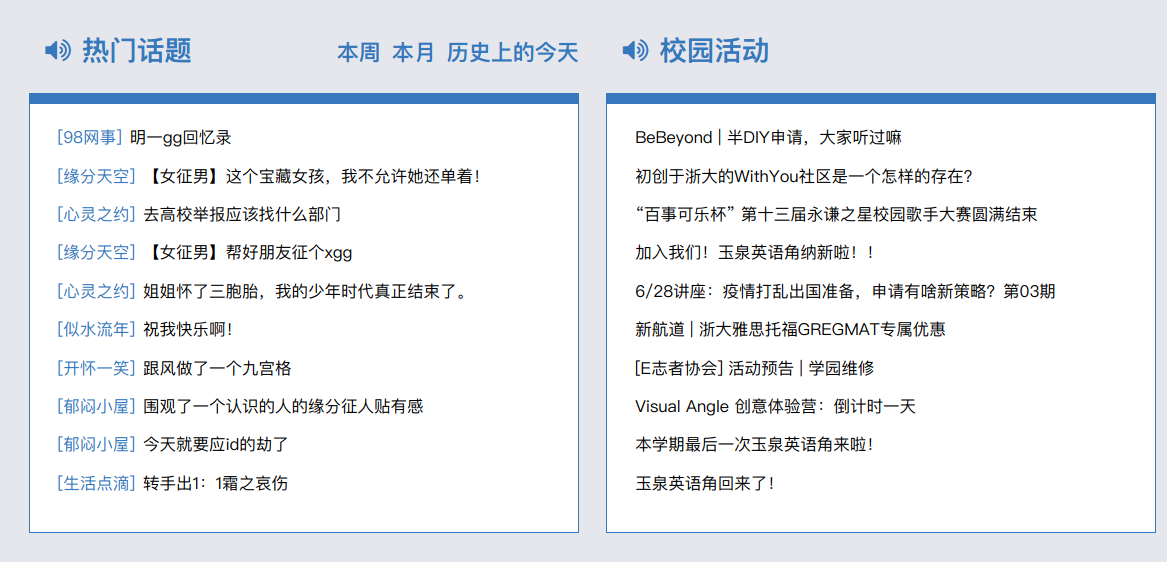 热门话题 本周 本月 历史上的今天
[98网事] 明一gg回忆录
[缘分天空] 【女征男】这个宝藏女孩，我不允许她还单着！
[心灵之约] 去高校举报应该找什么部门
[缘分天空] 【女征男】帮好朋友征个xgg
[心灵之约] 姐姐怀了三胞胎，我的少年时代真正结束了。
[似水流年] 祝我快乐啊！
[开怀一笑] 跟风做了一个九宫格
[郁闷小屋] 围观了一个认识的人的缘分征人贴有感
[郁闷小屋] 今天就要应id的劫了
[生活点滴] 转手出1：1霜之哀伤
校园活动
BeBeyond | 半DIY申请，大家听过嘛
初创于浙大的WithYou社区是一个怎样的存在？
“百事可乐杯” 第十三届永谦之星校园歌手大赛圆满结束
加入我们！玉泉英语角纳新啦！！
6/28讲座：疫情打乱出国准备，申请有啥新策略？第03期
新航道 | 浙大雅思托福GREGMAT专属优惠
[E志者协会] 活动预告 | 学园维修
Visual Angle 创意体验营：倒计时一天
本学期最后一次玉泉英语角来啦！
玉泉英语角回来了！